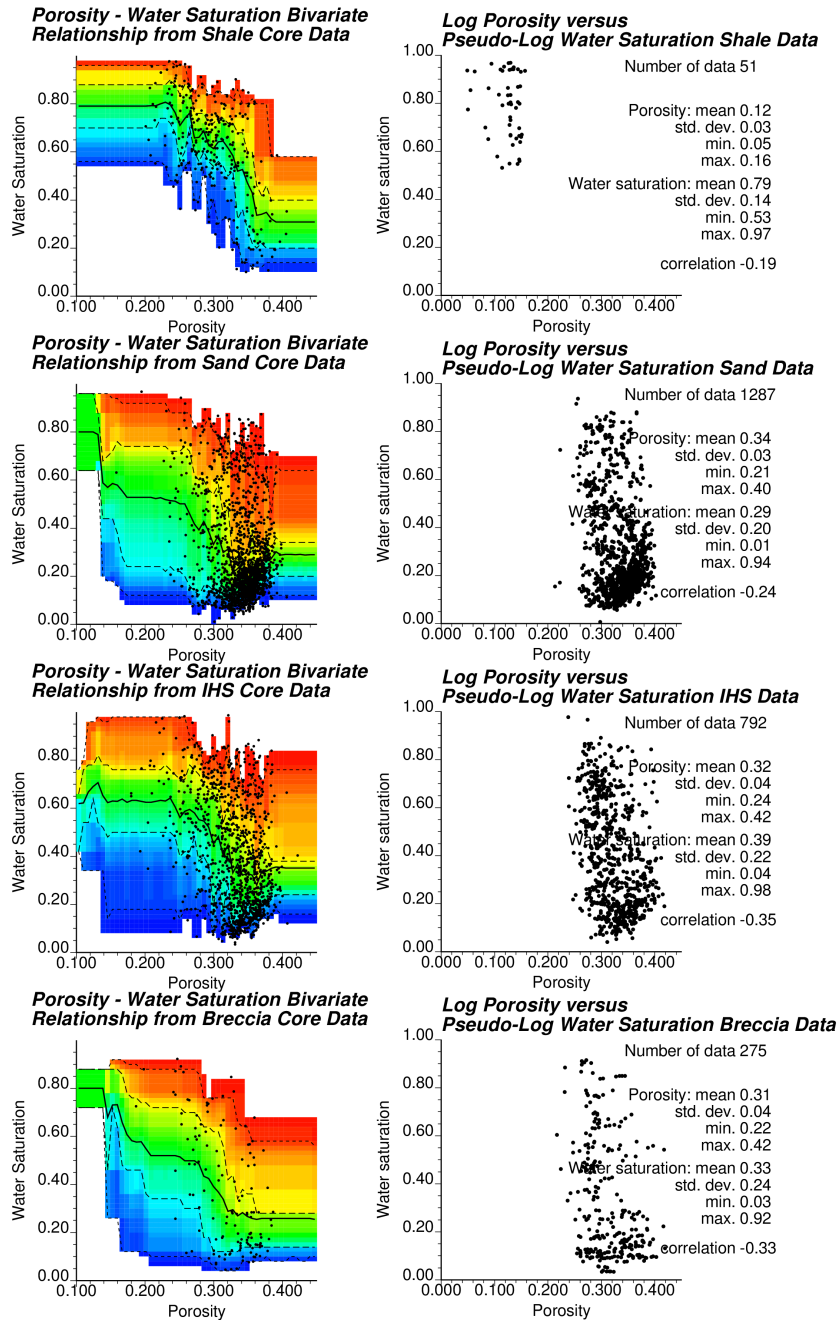 Porosity - Water Saturation Bivariate
Relationship from Shale Core Data
Water Saturation
0.80
0.60
0.40
0.20
0.00
0.100
0.200
0.300
0.400
Porosity
Log Porosity versus
Pseudo-Log Water Saturation Shale Data
Water Saturation
1.00
0.80
0.60
0.40
0.20
0.00
0.000
0.100
0.200
0.300
0.400
Porosity
Number of data 51
Porosity: mean 0.12
std. dev. 0.03
min. 0.05
max. 0.16
Water saturation: mean 0.79
std. dev. 0.14
min. 0.53
max. 0.97
correlation -0.19
Porosity - Water Saturation Bivariate
Relationship from Sand Core Data
Water Saturation
0.80
0.60
0.40
0.20
0.00
0.100
0.200
0.300
0.400
Porosity
Log Porosity versus
Pseudo-Log Water Saturation Sand Data
Water Saturation
1.00
0.80
0.60
0.40
0.20
0.00
0.000
0.100
0.200
0.300
0.400
Porosity
Number of data 1287
Porosity: mean 0.34
std. dev. 0.03
min. 0.21
max. 0.40
Water saturation: mean 0.29
std. dev. 0.20
min. 0.01
max. 0.94
correlation -0.24
Porosity - Water Saturation Bivariate
Relationship from IHS Core Data
Water Saturation
0.80
0.60
0.40
0.20
0.00
0.100
0.200
0.300
0.400
Porosity
Log Porosity versus
Pseudo-Log Water Saturation IHS Data
Water Saturation
1.00
0.80
0.60
0.40
0.20
0.00
0.000
0.100
0.200
0.300
0.400
Porosity
Number of data 792
Porosity: mean 0.32
std. dev. 0.04
min. 0.24
max. 0.42
Water saturation: mean 0.39
std. dev. 0.22
min. 0.04
max. 0.98
correlation -0.35
Porosity - Water Saturation Bivariate
Relationship from Breccia Core Data
Water Saturation
0.80
0.60
0.40
0.20
0.00
0.100
0.200
0.300
0.400
Porosity
Log Porosity versus
Pseudo-Log Water Saturation Breccia Data
Water Saturation
1.00
0.80
0.60
0.40
0.20
0.00
0.000
0.100
0.200
0.300
0.400
Porosity
Number of data 275
Porosity: mean 0.31
std. dev. 0.04
min. 0.22
max. 0.42
Water saturation: mean 0.33
std. dev. 0.24
min. 0.03
max. 0.92
correlation -0.33